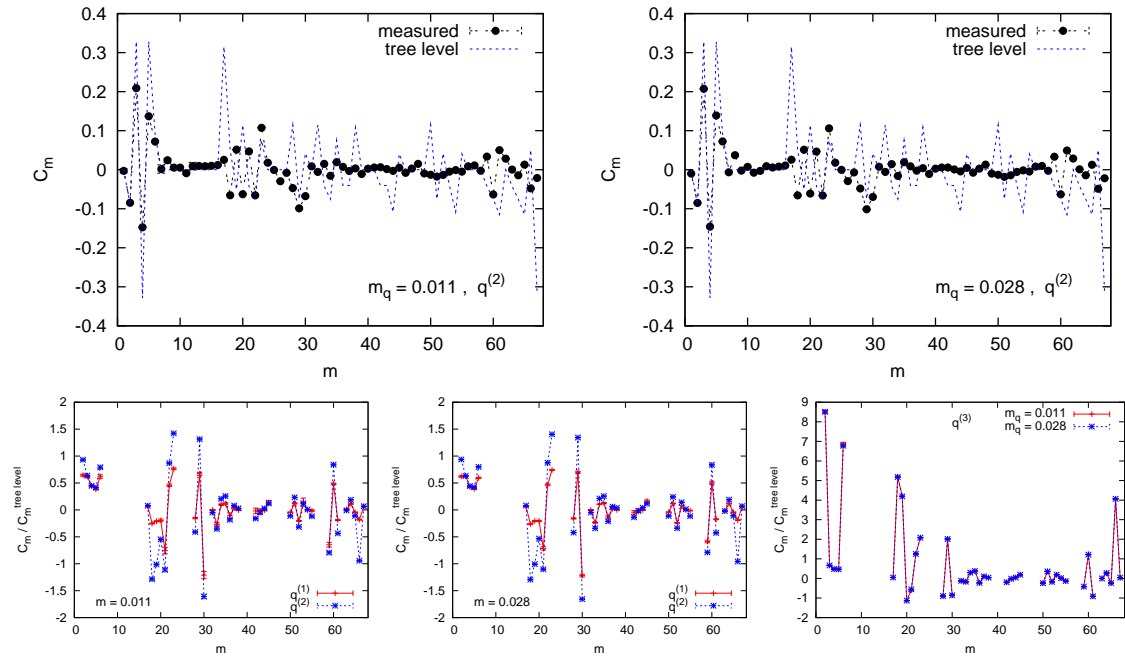 0.4
0.3
0.2
0.1
0
-0.1
-0.2
-0.3
-0.4
C_m
measured
tree level
m_q = 0.011 , q^(2)
0 10 20 30 40 50 60
m
0.4
0.3
0.2
0.1
0
-0.1
-0.2
-0.3
-0.4
C_m
measured
tree level
m_q = 0.028 , q^(2)
0 10 20 30 40 50 60
m
2
1.5
1
0.5
0
-0.5
-1
-1.5
-2
C_m / C_m^tree level
m = 0.011
q^(1)
q^(2)
0 10 20 30 40 50 60
m
2
1.5
1
0.5
0
-0.5
-1
-1.5
-2
C_m / C_m^tree level
m = 0.028
q^(1)
q^(2)
0 10 20 30 40 50 60
m
9
8
7
6
5
4
3
2
1
0
-1
-2
C_m / C_m^tree level
q^(3)
m_q = 0.011
m_q = 0.028
0 10 20 30 40 50 60
m